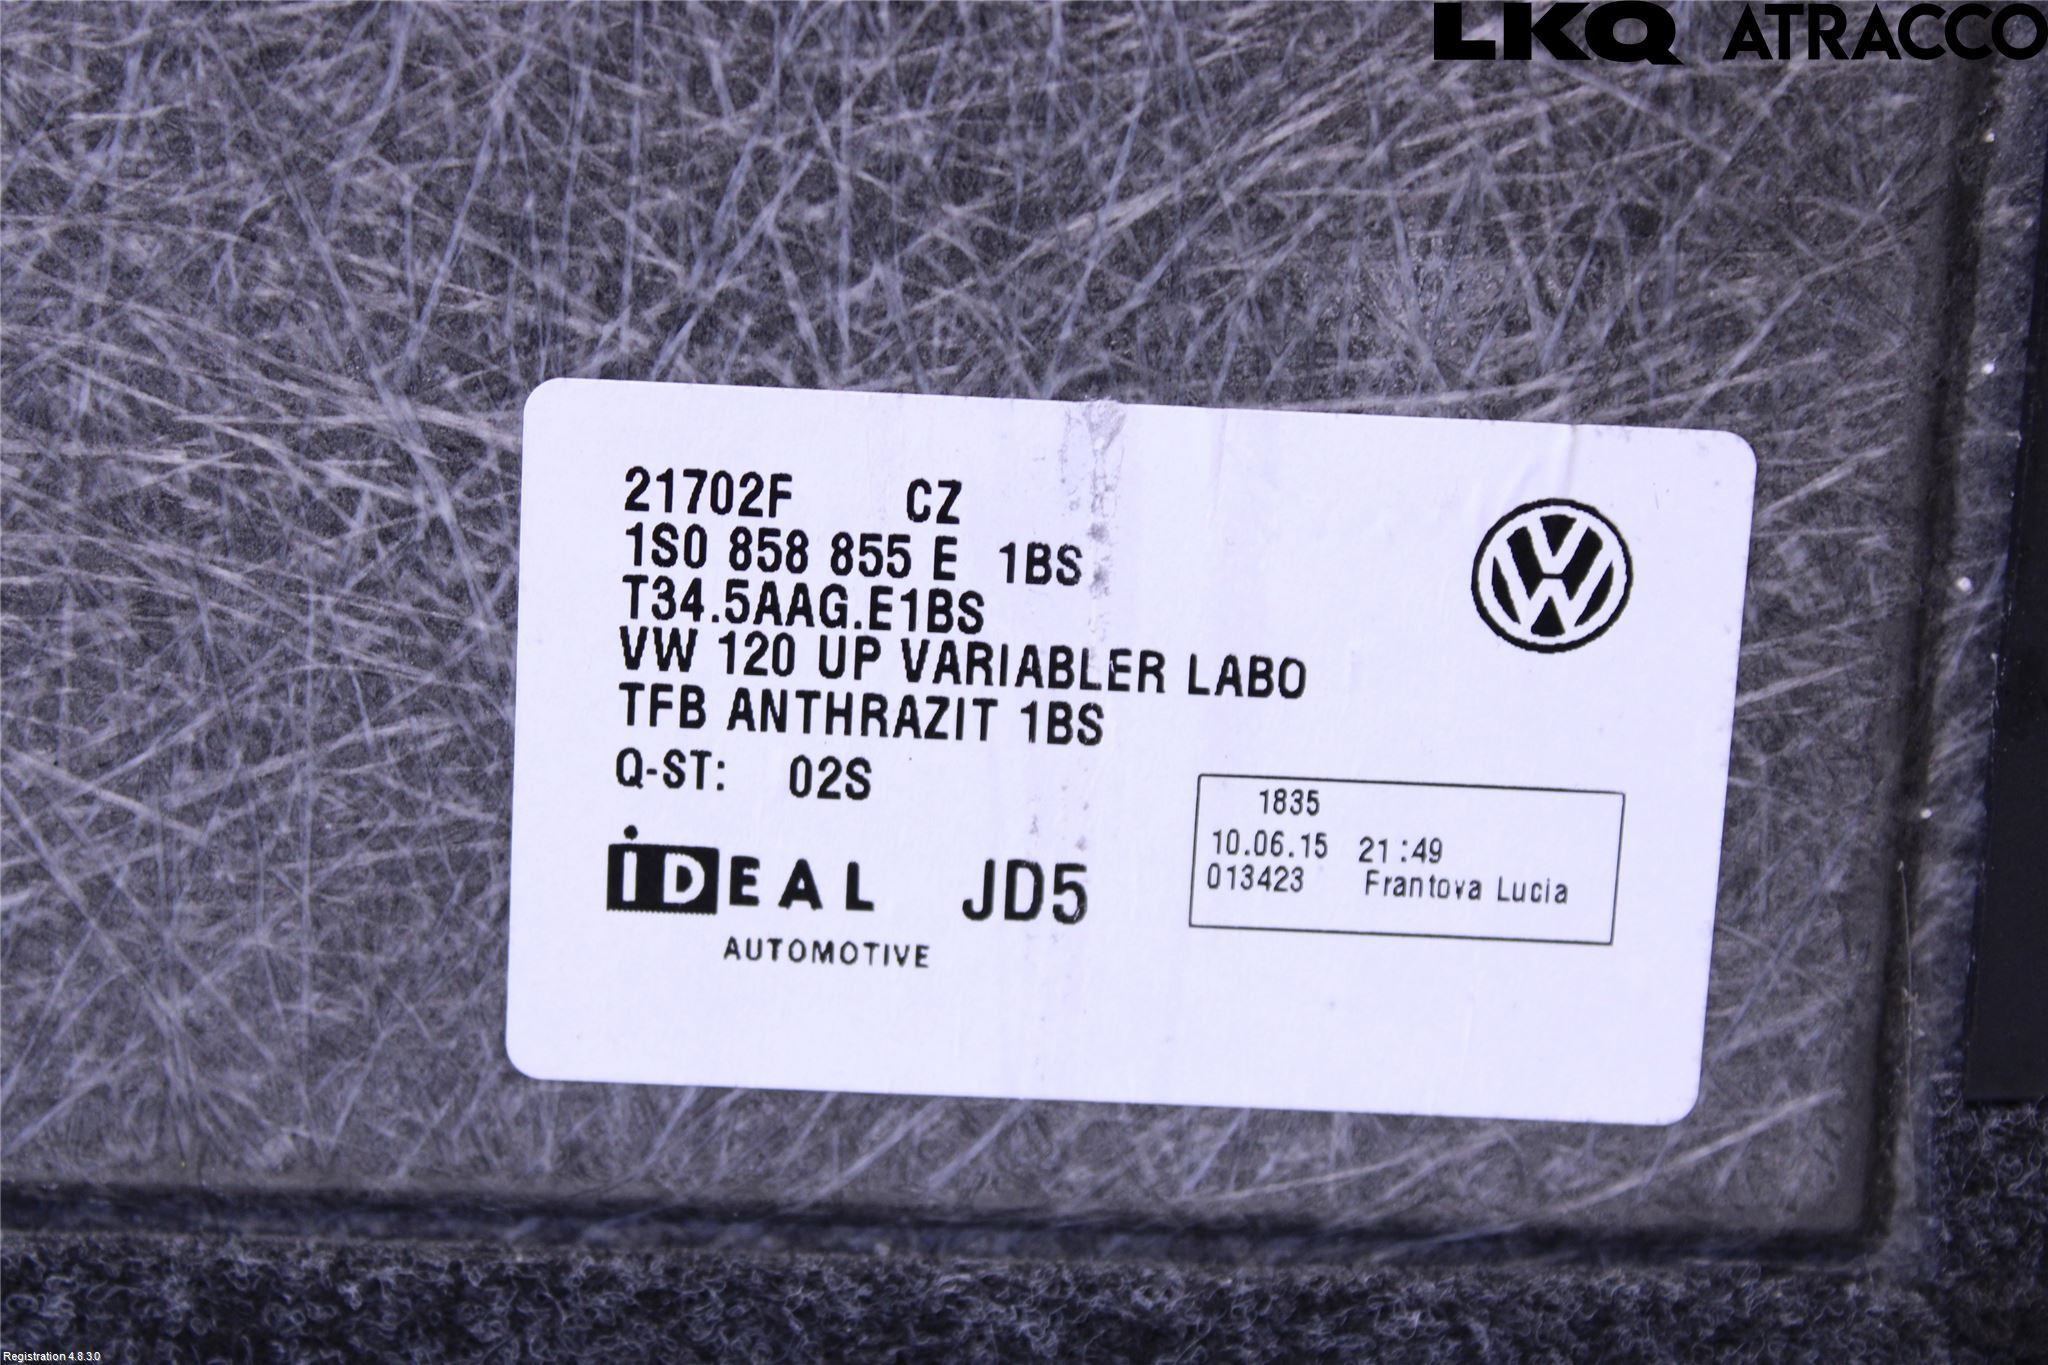 LKQ ATRACCO
21702F CZ
1S0 858 855 E 1BS
T34.5AAG.E1BS
VW 120 UP VARIABLER LABO
TFB ANTHRAZIT 1BS
Q-ST: 02S
iDEAL JD5
AUTOMOTIVE
1835
10.06.15 21:49
013423 Frantova Lucia
Registration 4.8.3.0